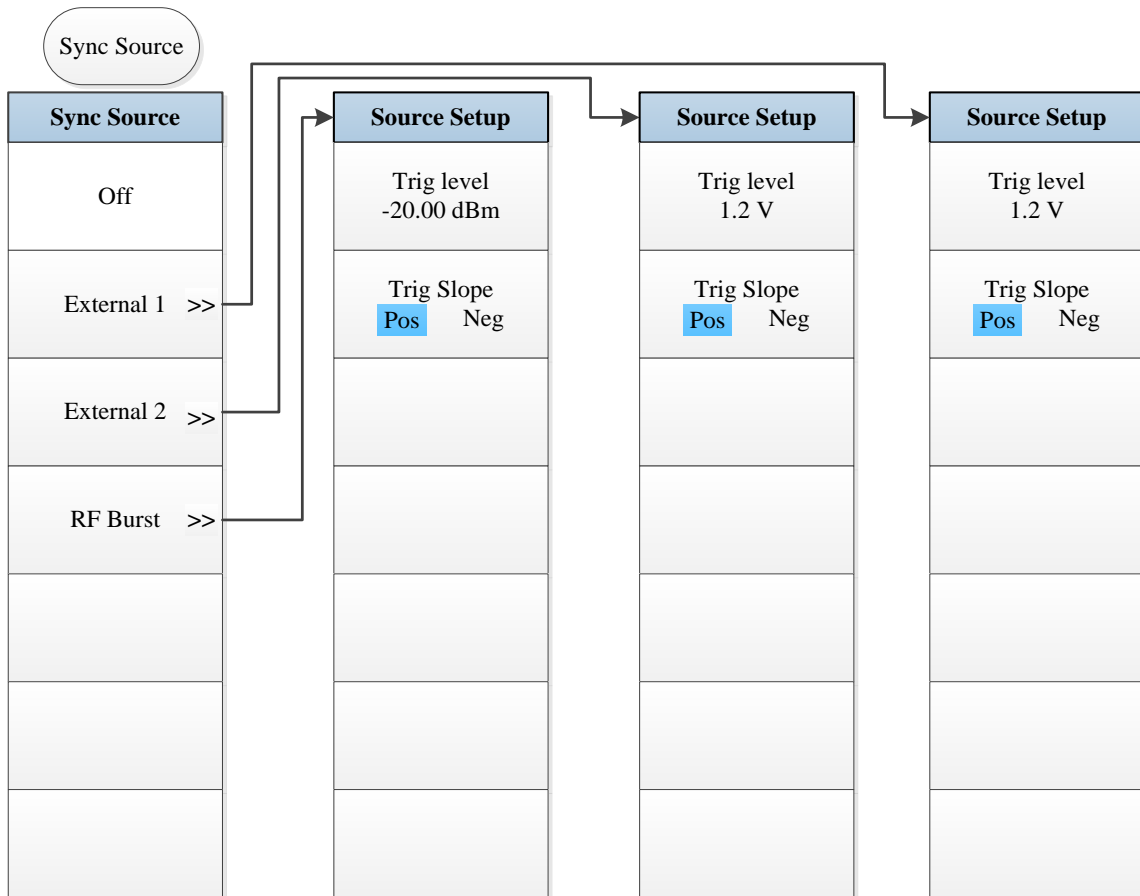 Sync Source
Sync Source
Off
External 1 >>
External 2 >>
RF Burst >>
Source Setup
Trig level
-20.00 dBm
Trig Slope
Pos Neg
Source Setup
Trig level
1.2 V
Trig Slope
Pos Neg
Source Setup
Trig level
1.2 V
Trig Slope
Pos Neg